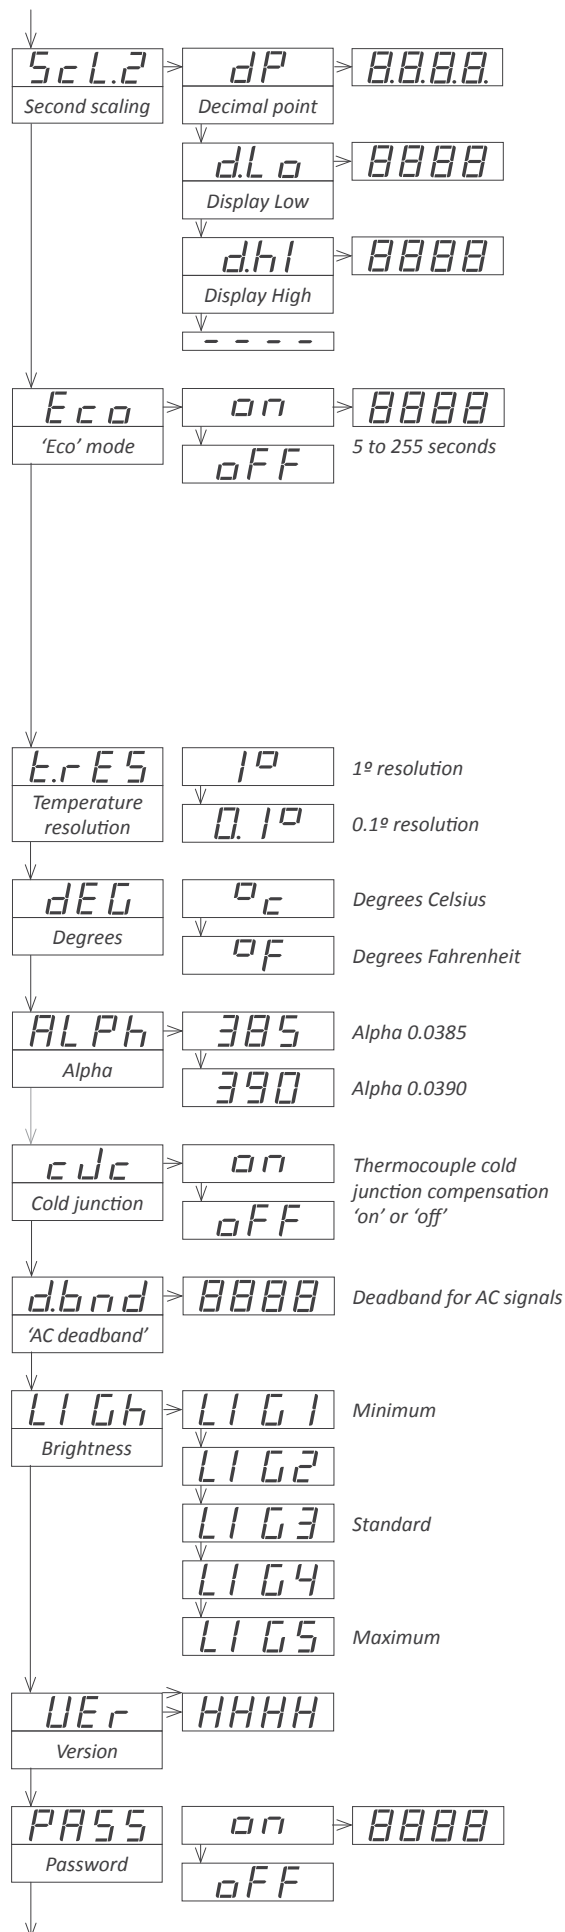 ScL.2 dP 8.8.8.8.
Second scaling Decimal point
d.Lo 8888
Display Low
d.hI 8888
Display High
----
Eco on 8888
‘Eco’ mode oFF 5 to 255 seconds
t.rES 1º 1º resolution
Temperature
resolution 0.1º 0.1º resolution
dEG ºc Degrees Celsius
Degrees ºF Degrees Fahrenheit
ALPh 385 Alpha 0.0385
Alpha 390 Alpha 0.0390
cJc on Thermocouple cold
Cold junction junction compensation
oFF ‘on’ or ‘off’
d.bnd 8888 Deadband for AC signals
‘AC deadband’
LIGh LIG1 Minimum
Brightness LIG2
LIG3 Standard
LIG4
LIG5 Maximum
VEr HHHH
Version
PASS on 8888
Password oFF